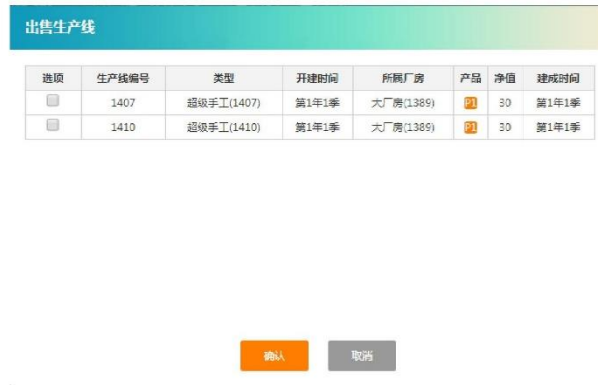 出售生产线
选项 生产线编号 类型 开建时间 所属厂房 产品 净值 建成时间
1407 超级手工(1407) 第1年1季 大厂房(1389) P1 30 第1年1季
1410 超级手工(1410) 第1年1季 大厂房(1389) P1 30 第1年1季
确认 取消